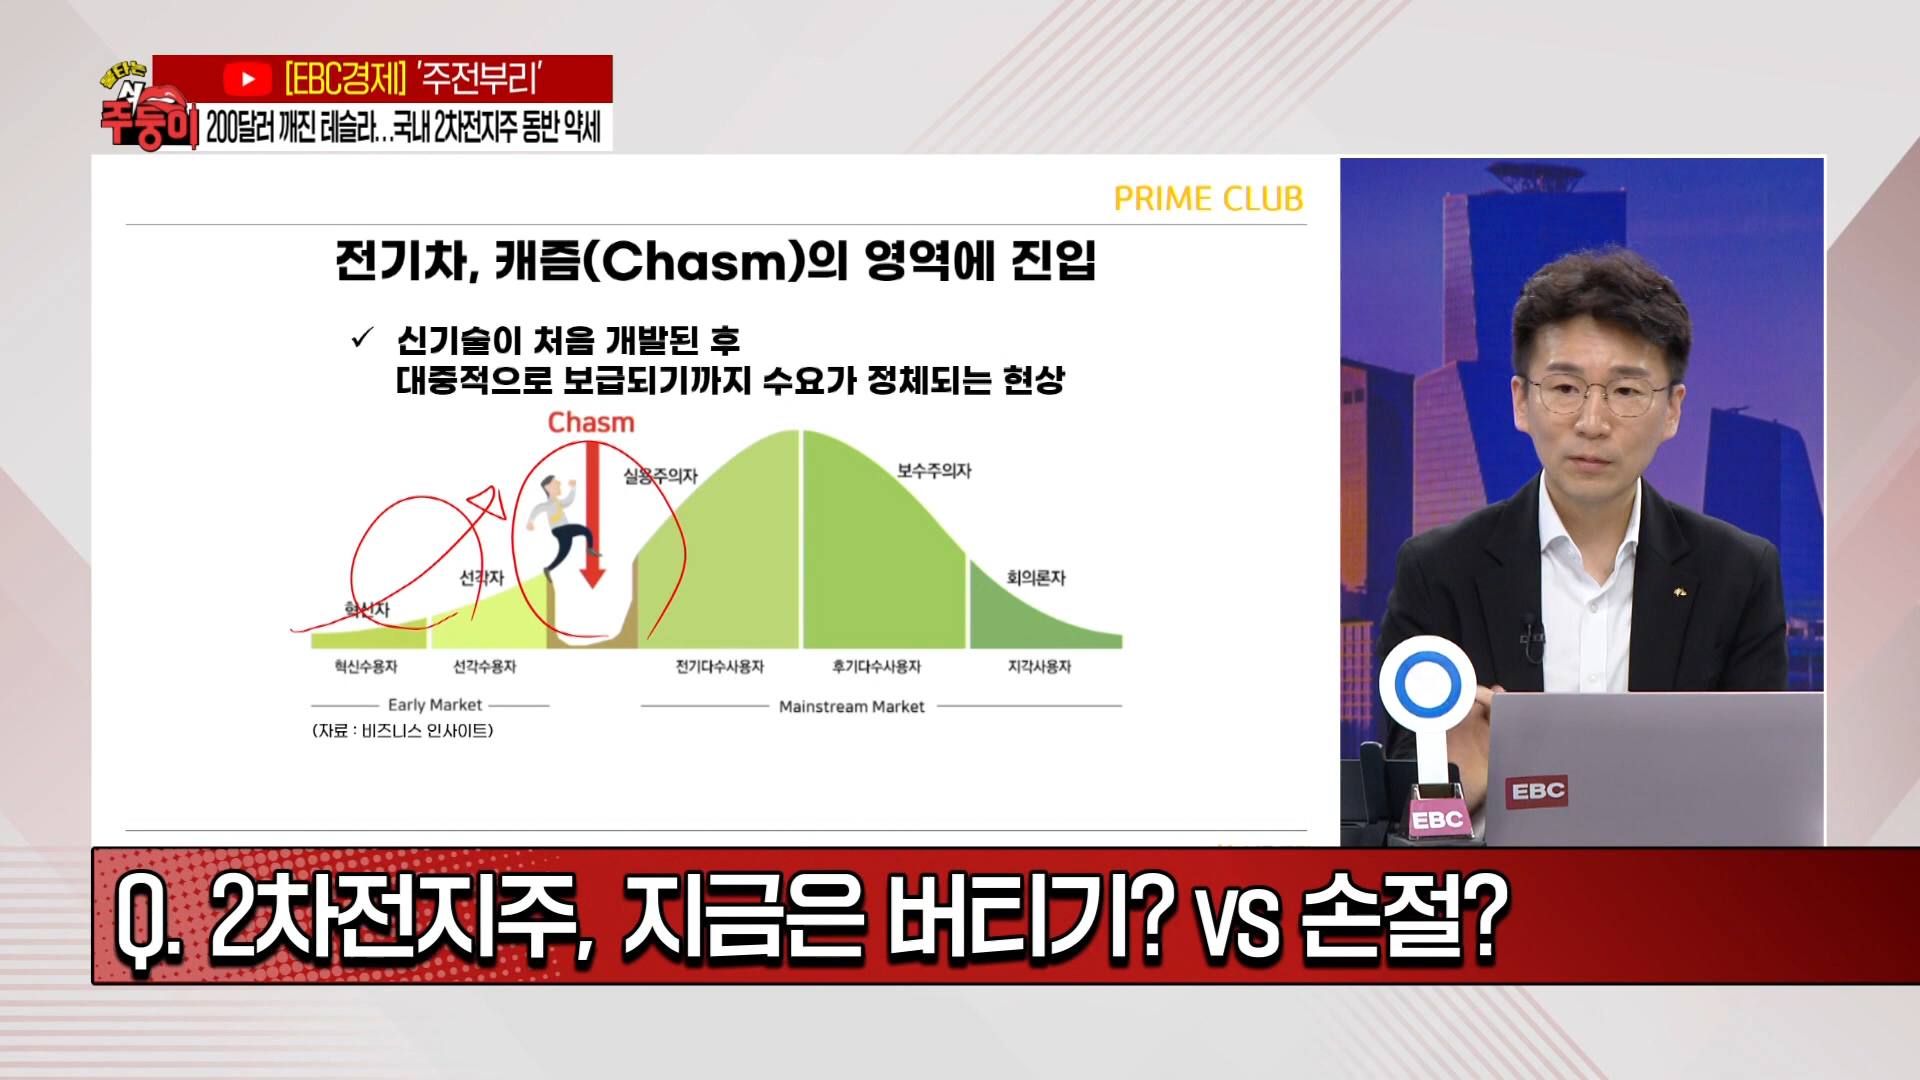 불타는
주둥이
[EBC경제] '주전부리'
200달러 깨진 테슬라...국내 2차전지주 동반 약세
PRIME CLUB
전기차, 캐즘(Chasm)의 영역에 진입
✓ 신기술이 처음 개발된 후
대중적으로 보급되기까지 수요가 정체되는 현상
Chasm
실용주의자
보수주의자
선각자
회의론자
혁신자
혁신수용자
선각수용자
전기다수사용자
후기다수사용자
지각사용자
Early Market
Mainstream Market
(자료 : 비즈니스 인사이트)
EBC
EBC
Q. 2차전지주, 지금은 버티기? vs 손절?